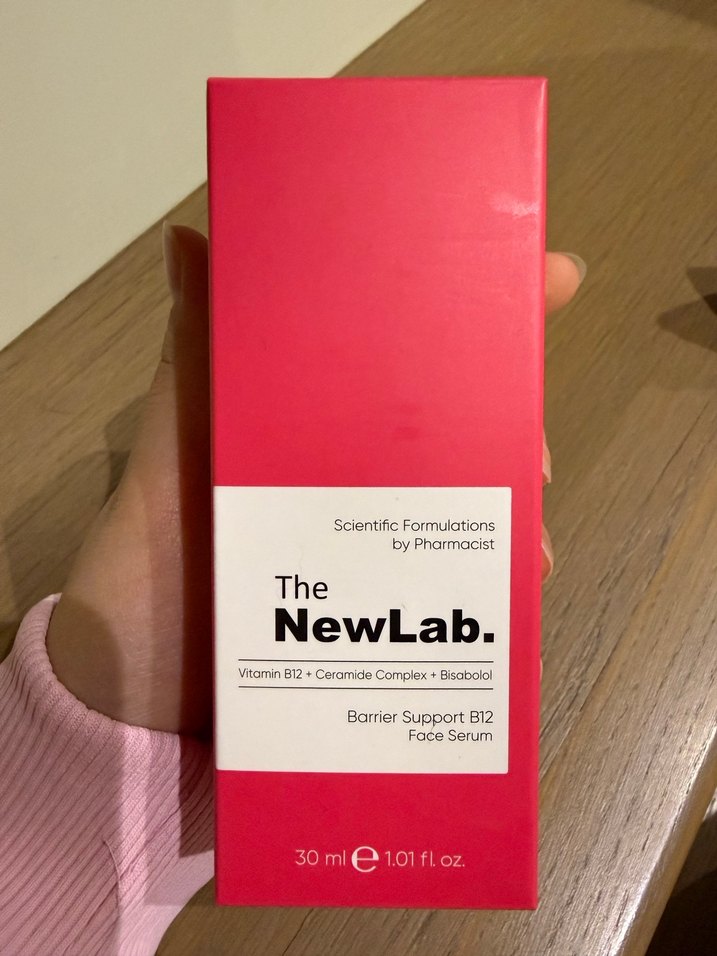 Scientific Formulations
by Pharmacist
The
NewLab.
Vitamin B12 + Ceramide Complex + Bisabolol
Barrier Support B12
Face Serum
30 ml ℮ 1.01 fl. oz.